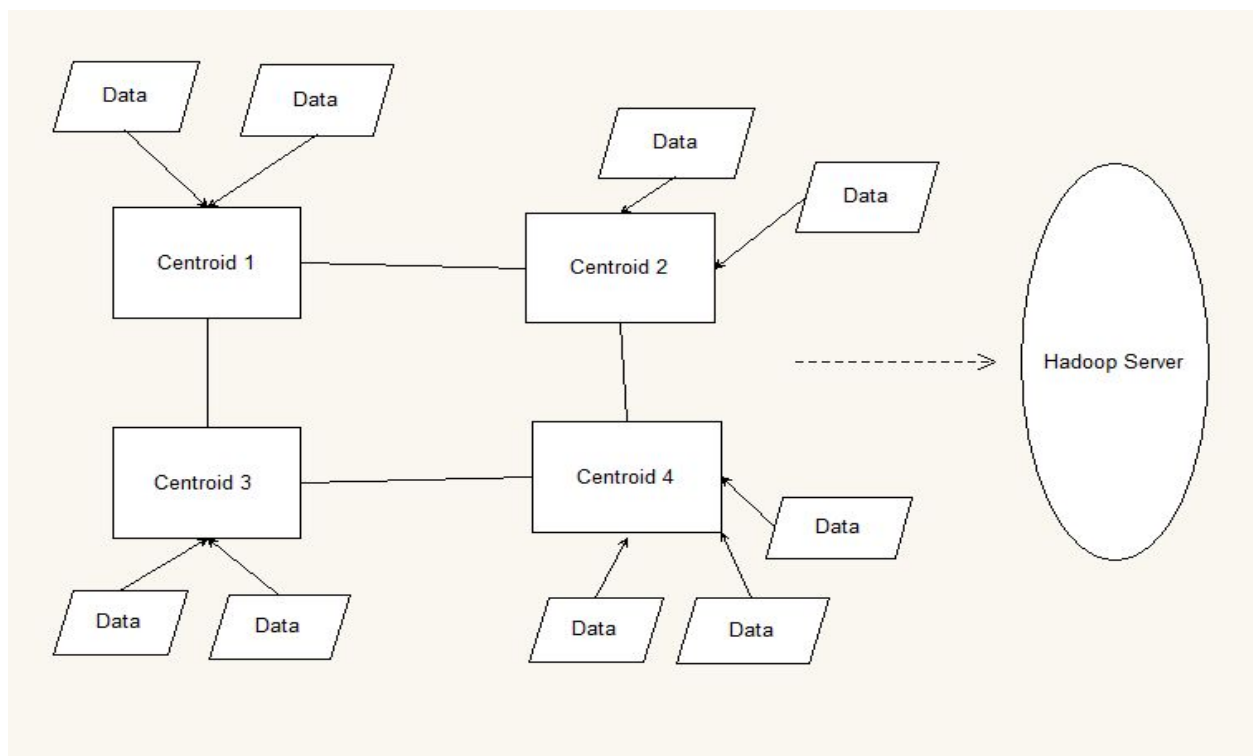 Data
Data
Data
Data
Centroid 1
Centroid 2
Hadoop Server
Centroid 3
Centroid 4
Data
Data
Data
Data
Data